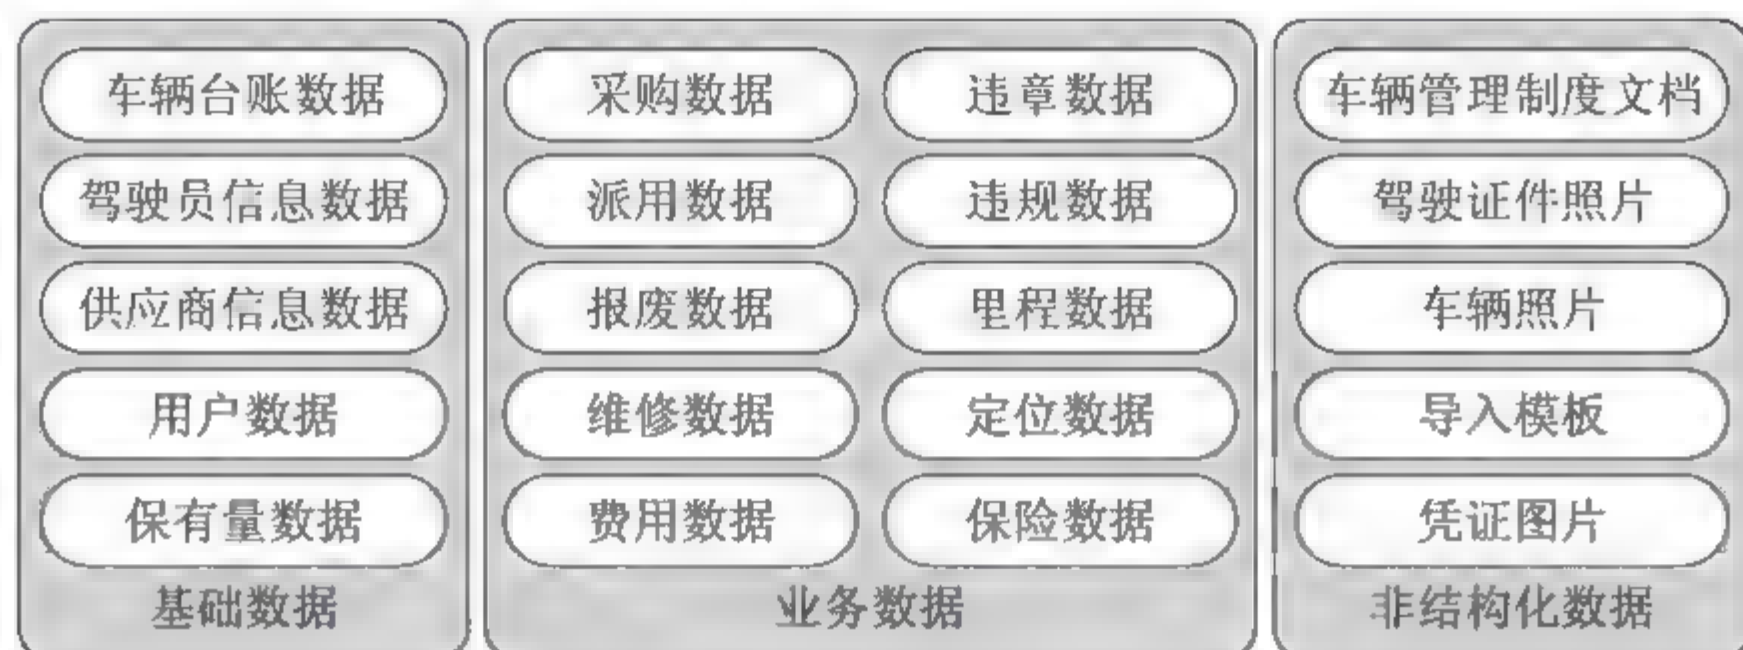 车辆台账数据
驾驶员信息数据
供应商信息数据
用户数据
保有量数据
基础数据
采购数据
违章数据
派用数据
违规数据
报废数据
里程数据
维修数据
定位数据
费用数据
保险数据
业务数据
车辆管理制度文档
驾驶证件照片
车辆照片
导入模板
凭证图片
非结构化数据